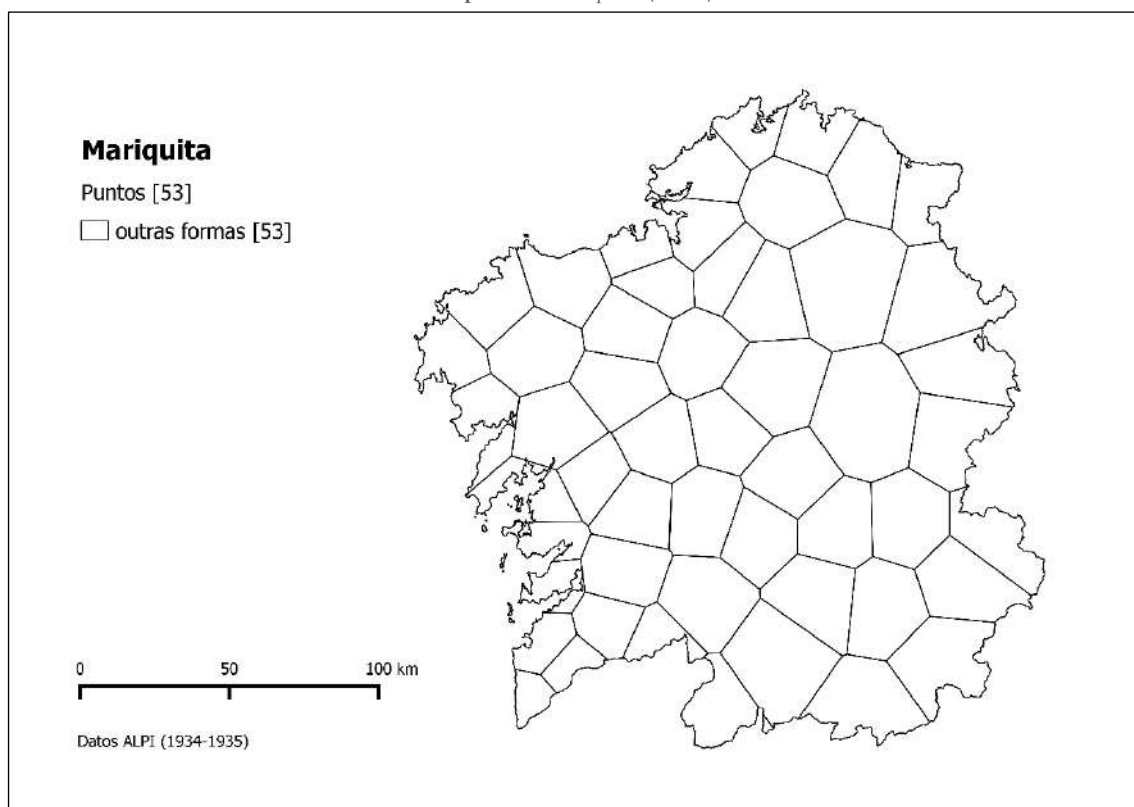 Mariquita
Puntos [53]
outras formas [53]
0 50 100 km
Datos ALPI (1934-1935)